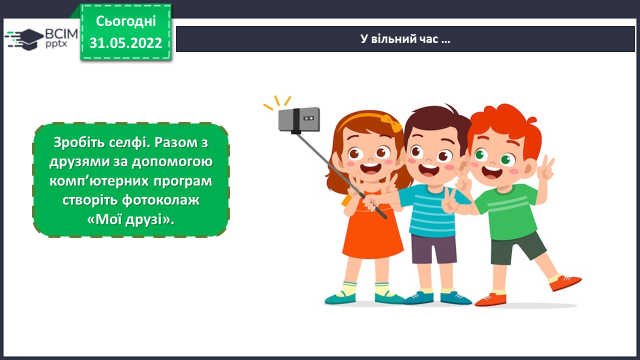 Сьогодні
31.05.2022
BCIM
pptx
У вільний час ...
Зробіть селфі. Разом з
друзями за допомогою
комп’ютерних програм
створіть фотоколаж
«Мої друзі».